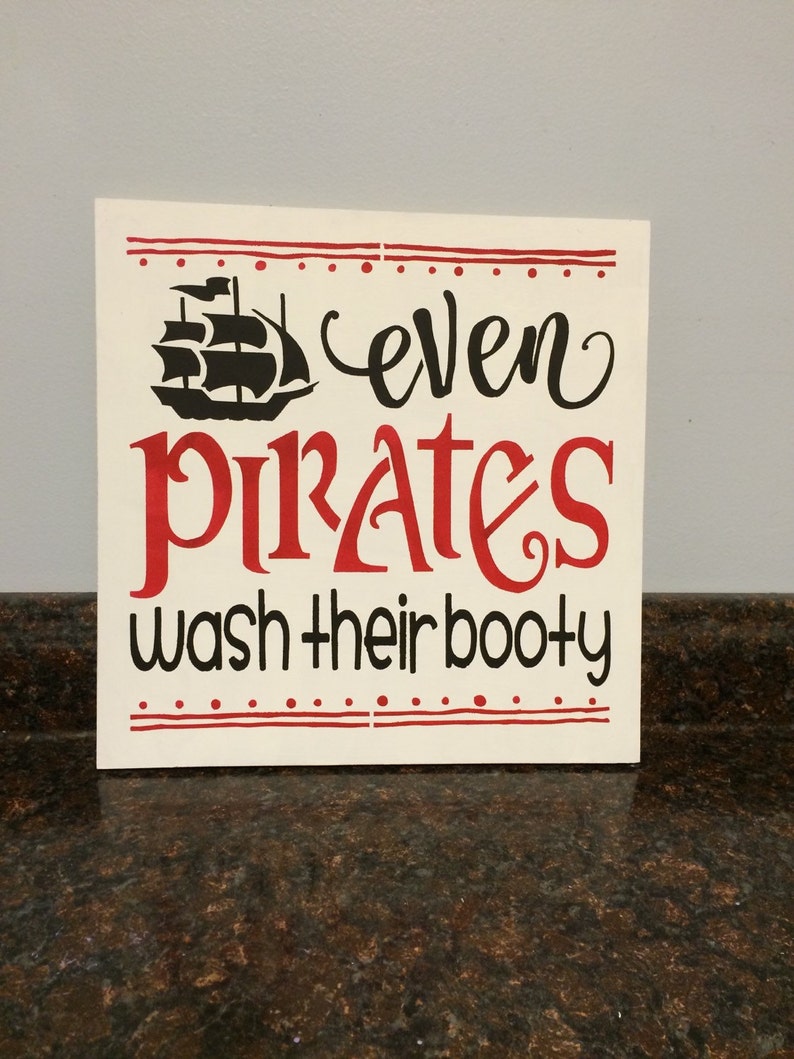 even
PIRAtes
wash their booty